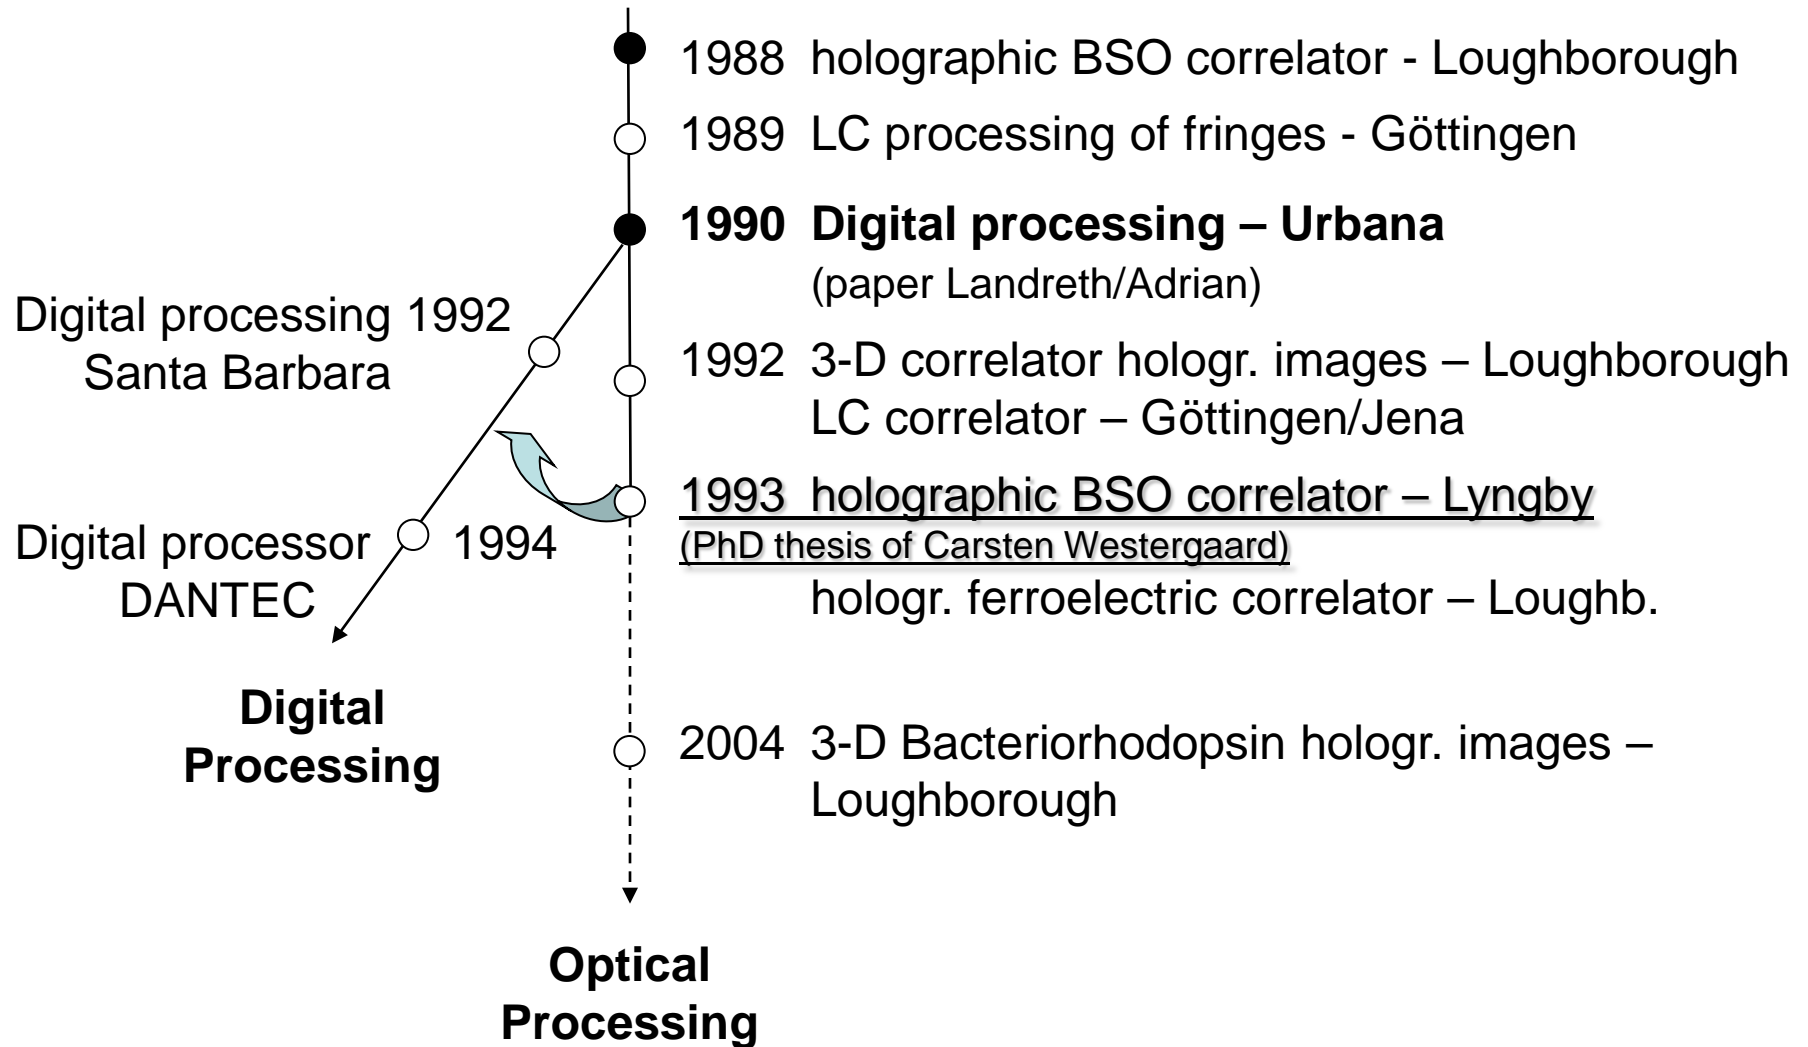 1988 holographic BSO correlator - Loughborough
1989 LC processing of fringes - Göttingen
1990 Digital processing – Urbana
(paper Landreth/Adrian)
Digital processing 1992
Santa Barbara
1992 3-D correlator hologr. images – Loughborough
LC correlator – Göttingen/Jena
1993 holographic BSO correlator – Lyngby
(PhD thesis of Carsten Westergaard)
Digital processor 1994
DANTEC
hologr. ferroelectric correlator – Loughb.
Digital
Processing
2004 3-D Bacteriorhodopsin hologr. images –
Loughborough
Optical
Processing